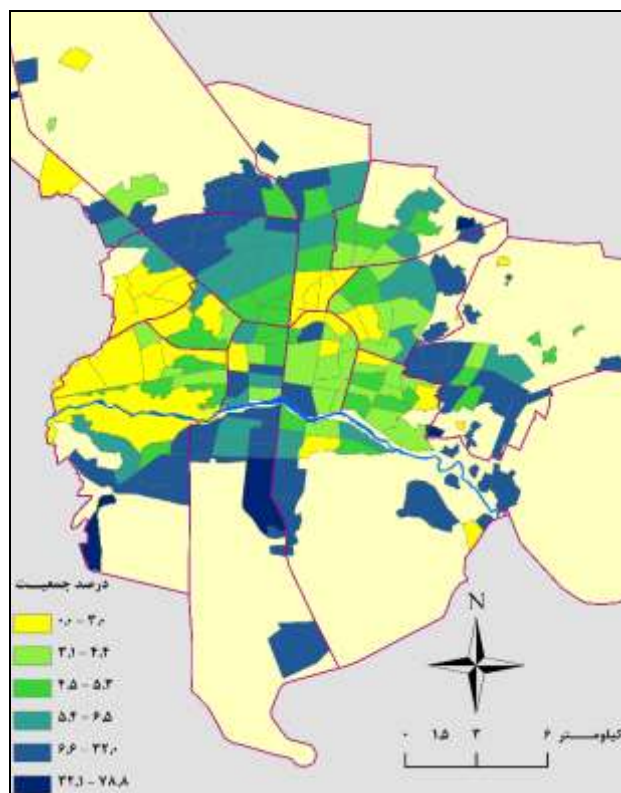 درصد جمعیت
۰,۰ – ۳,۰
۳,۱ – ۴,۴
۴,۵ – ۵,۳
۵,۴ – ۶,۵
۶,۶ – ۳۲,۰
۳۲,۱ – ۷۸,۸
N
۰ ۱,۵ ۳ ۶ کیلومتر